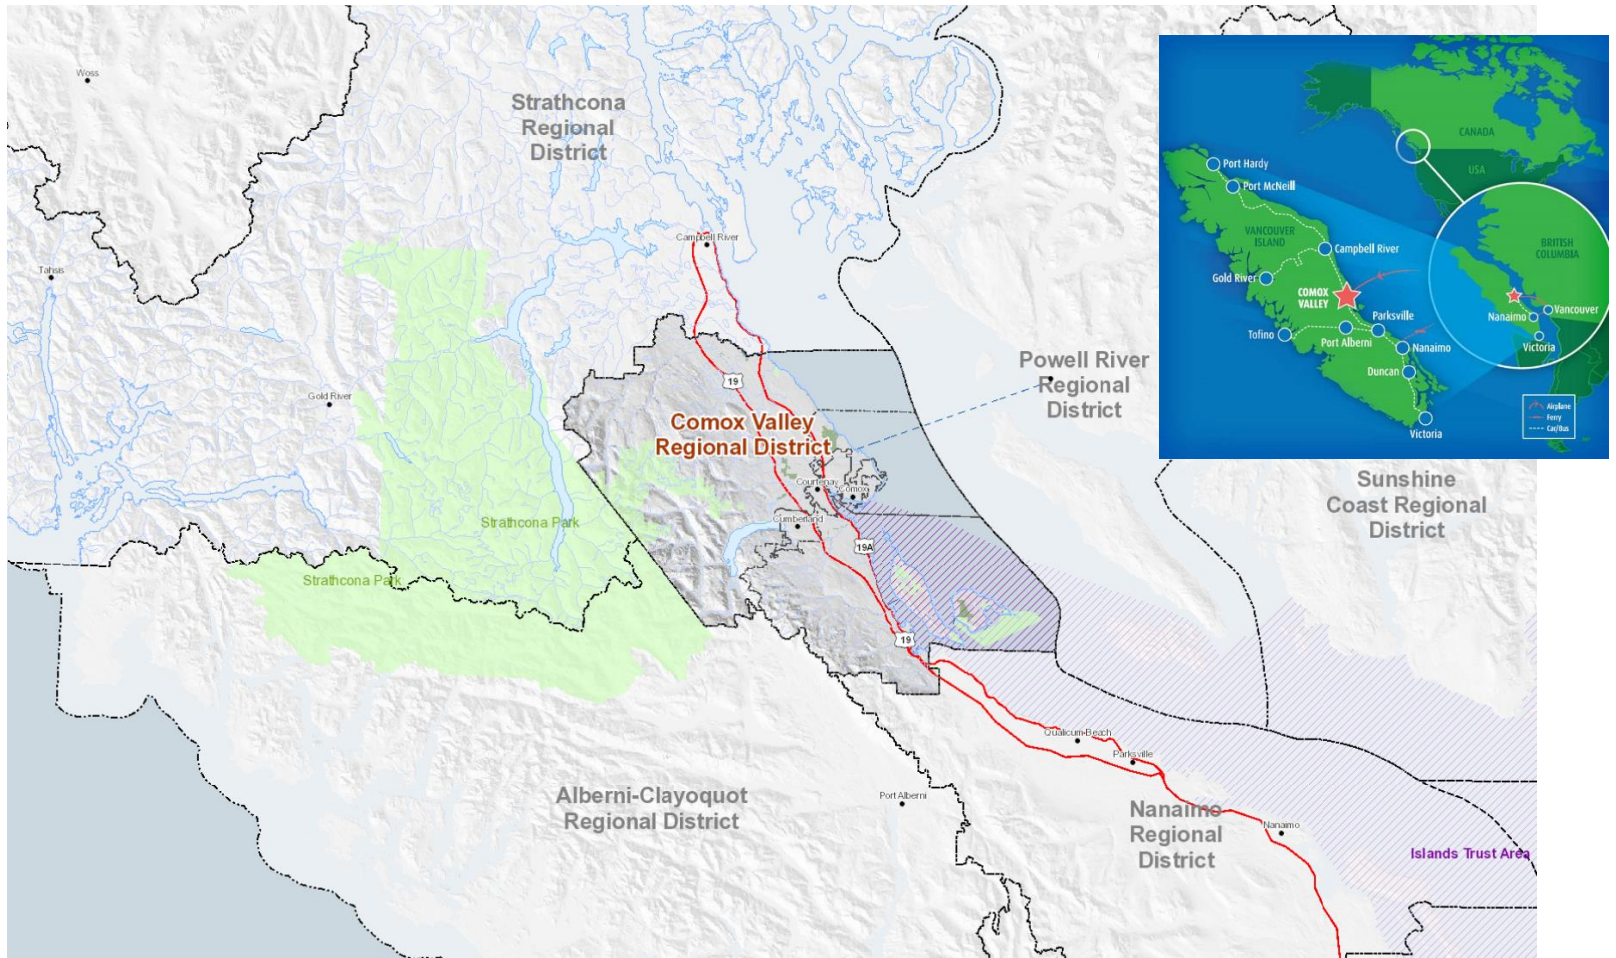 Woss
Strathcona
Regional
District
Campbell River
Tahsis
Gold River
19
Comox Valley
Regional District
Powell River
Regional
District
Courtenay
Comox
Cumberland
19A
Strathcona Park
Strathcona Park
19
Sunshine
Coast Regional
District
Qualicum Beach
Parksville
Alberni-Clayoquot
Regional District
Port Alberni
Nanaimo
Regional
District
Nanaimo
Islands Trust Area
CANADA
USA
Port Hardy
Port McNeill
VANCOUVER
ISLAND
Campbell River
Gold River
COMOX
VALLEY
Parksville
Tofino
Port Alberni
Nanaimo
Duncan
Victoria
BRITISH
COLUMBIA
Vancouver
Nanaimo
Victoria
Airplane
Ferry
Car/Bus